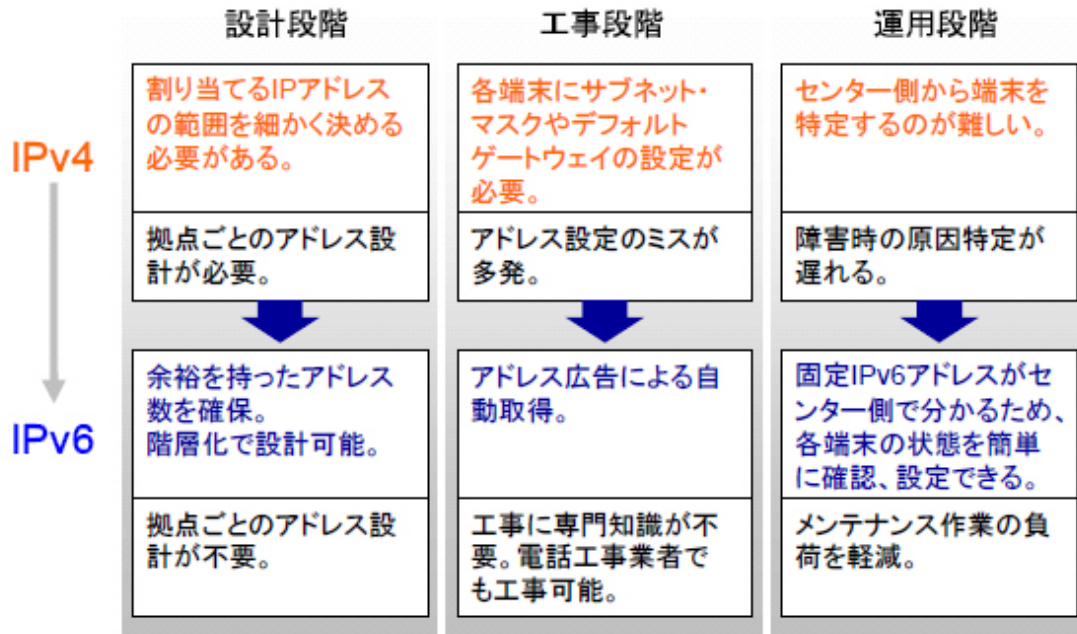 設計段階
工事段階
運用段階
IPv4
割り当てるIPアドレス
の範囲を細かく決める
必要がある。
拠点ごとのアドレス設
計が必要。
各端末にサブネット・
マスクやデフォルト
ゲートウェイの設定が
必要。
アドレス設定のミスが
多発。
センター側から端末を
特定するのが難しい。
障害時の原因特定が
遅れる。
IPv6
余裕を持ったアドレス
数を確保。
階層化で設計可能。
拠点ごとのアドレス設
計が不要。
アドレス広告による自
動取得。
工事に専門知識が不
要。電話工事業者で
も工事可能。
固定IPv6アドレスがセ
ンター側で分かるため、
各端末の状態を簡単
に確認、設定できる。
メンテナンス作業の負
荷を軽減。